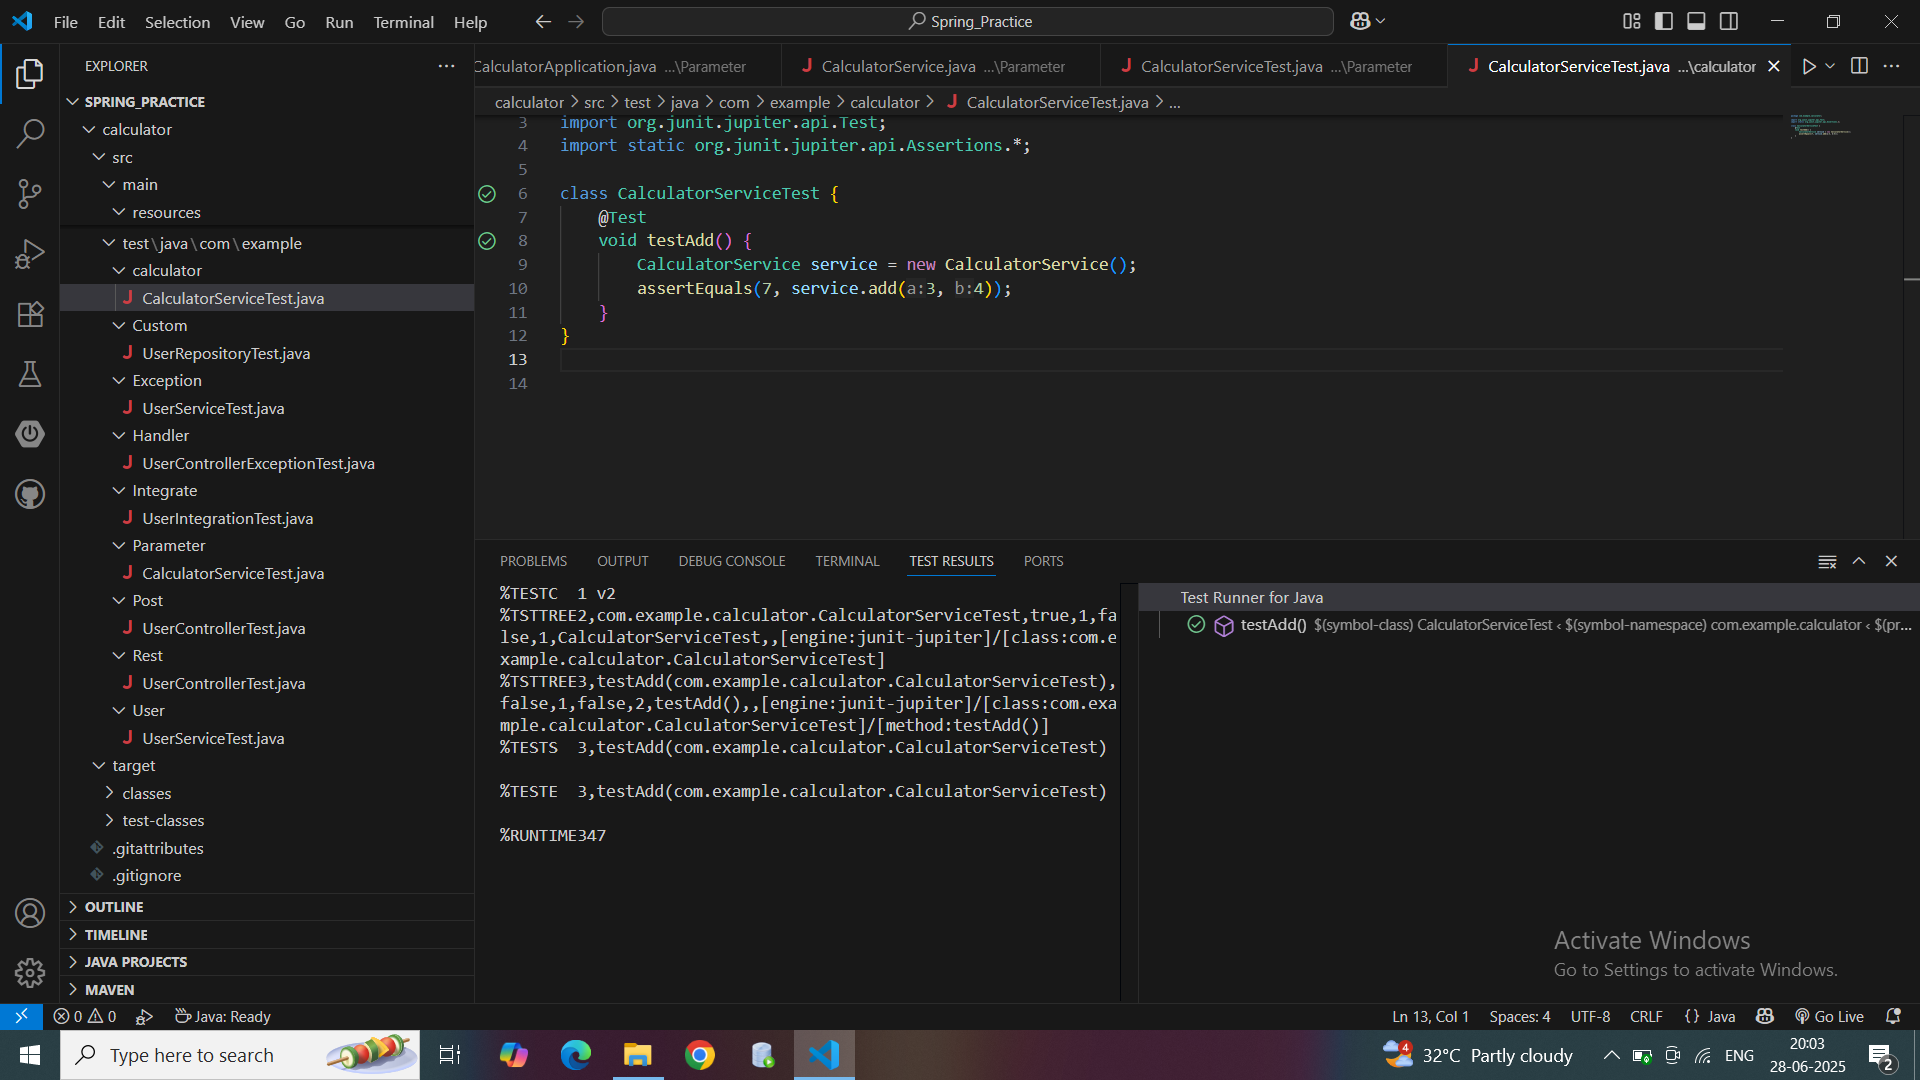 File Edit Selection View Go Run Terminal Help
Spring_Practice
EXPLORER
SPRING_PRACTICE
calculator
src
main
resources
test\java\com\example
calculator
CalculatorServiceTest.java
Custom
UserRepositoryTest.java
Exception
UserServiceTest.java
Handler
UserControllerExceptionTest.java
Integrate
UserIntegrationTest.java
Parameter
CalculatorServiceTest.java
Post
UserControllerTest.java
Rest
UserControllerTest.java
User
UserServiceTest.java
target
classes
test-classes
.gitattributes
.gitignore
OUTLINE
TIMELINE
JAVA PROJECTS
MAVEN
CalculatorApplication.java ...\Parameter
CalculatorService.java ...\Parameter
CalculatorServiceTest.java ...\Parameter
CalculatorServiceTest.java ...\calculator
calculator > src > test > java > com > example > calculator > CalculatorServiceTest.java > ...
3 import org.junit.jupiter.api.Test;
4 import static org.junit.jupiter.api.Assertions.*;
5
6 class CalculatorServiceTest {
7 @Test
8 void testAdd() {
9 CalculatorService service = new CalculatorService();
10 assertEquals(7, service.add(a:3, b:4));
11 }
12 }
13
14
PROBLEMS OUTPUT DEBUG CONSOLE TERMINAL TEST RESULTS PORTS
%TESTC 1 v2
%TSTTREE2,com.example.calculator.CalculatorServiceTest,true,1,fa
lse,1,CalculatorServiceTest,,[engine:junit-jupiter]/[class:com.e
xample.calculator.CalculatorServiceTest]
%TSTTREE3,testAdd(com.example.calculator.CalculatorServiceTest),
false,1,false,2,testAdd(),,[engine:junit-jupiter]/[class:com.exa
mple.calculator.CalculatorServiceTest]/[method:testAdd()]
%TESTS 3,testAdd(com.example.calculator.CalculatorServiceTest)
%TESTE 3,testAdd(com.example.calculator.CalculatorServiceTest)
%RUNTIME347
Test Runner for Java
testAdd() $(symbol-class) CalculatorServiceTest < $(symbol-namespace) com.example.calculator < $(pr...
Activate Windows
Go to Settings to activate Windows.
0 0 Java: Ready
Ln 13, Col 1 Spaces: 4 UTF-8 CRLF {} Java Go Live
Type here to search
4 32°C Partly cloudy ENG
20:03
28-06-2025
2